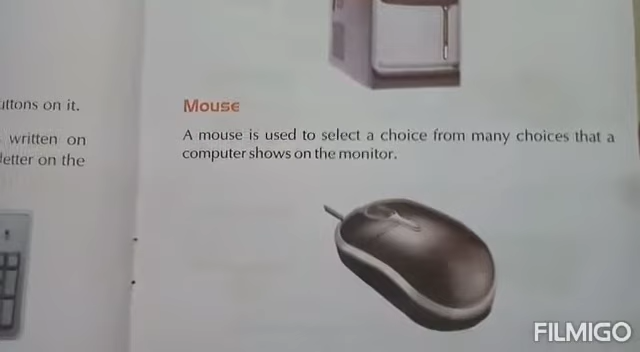 uttons on it.
written on
letter on the
Mouse
A mouse is used to select a choice from many choices that a
computer shows on the monitor.
FILMIGO